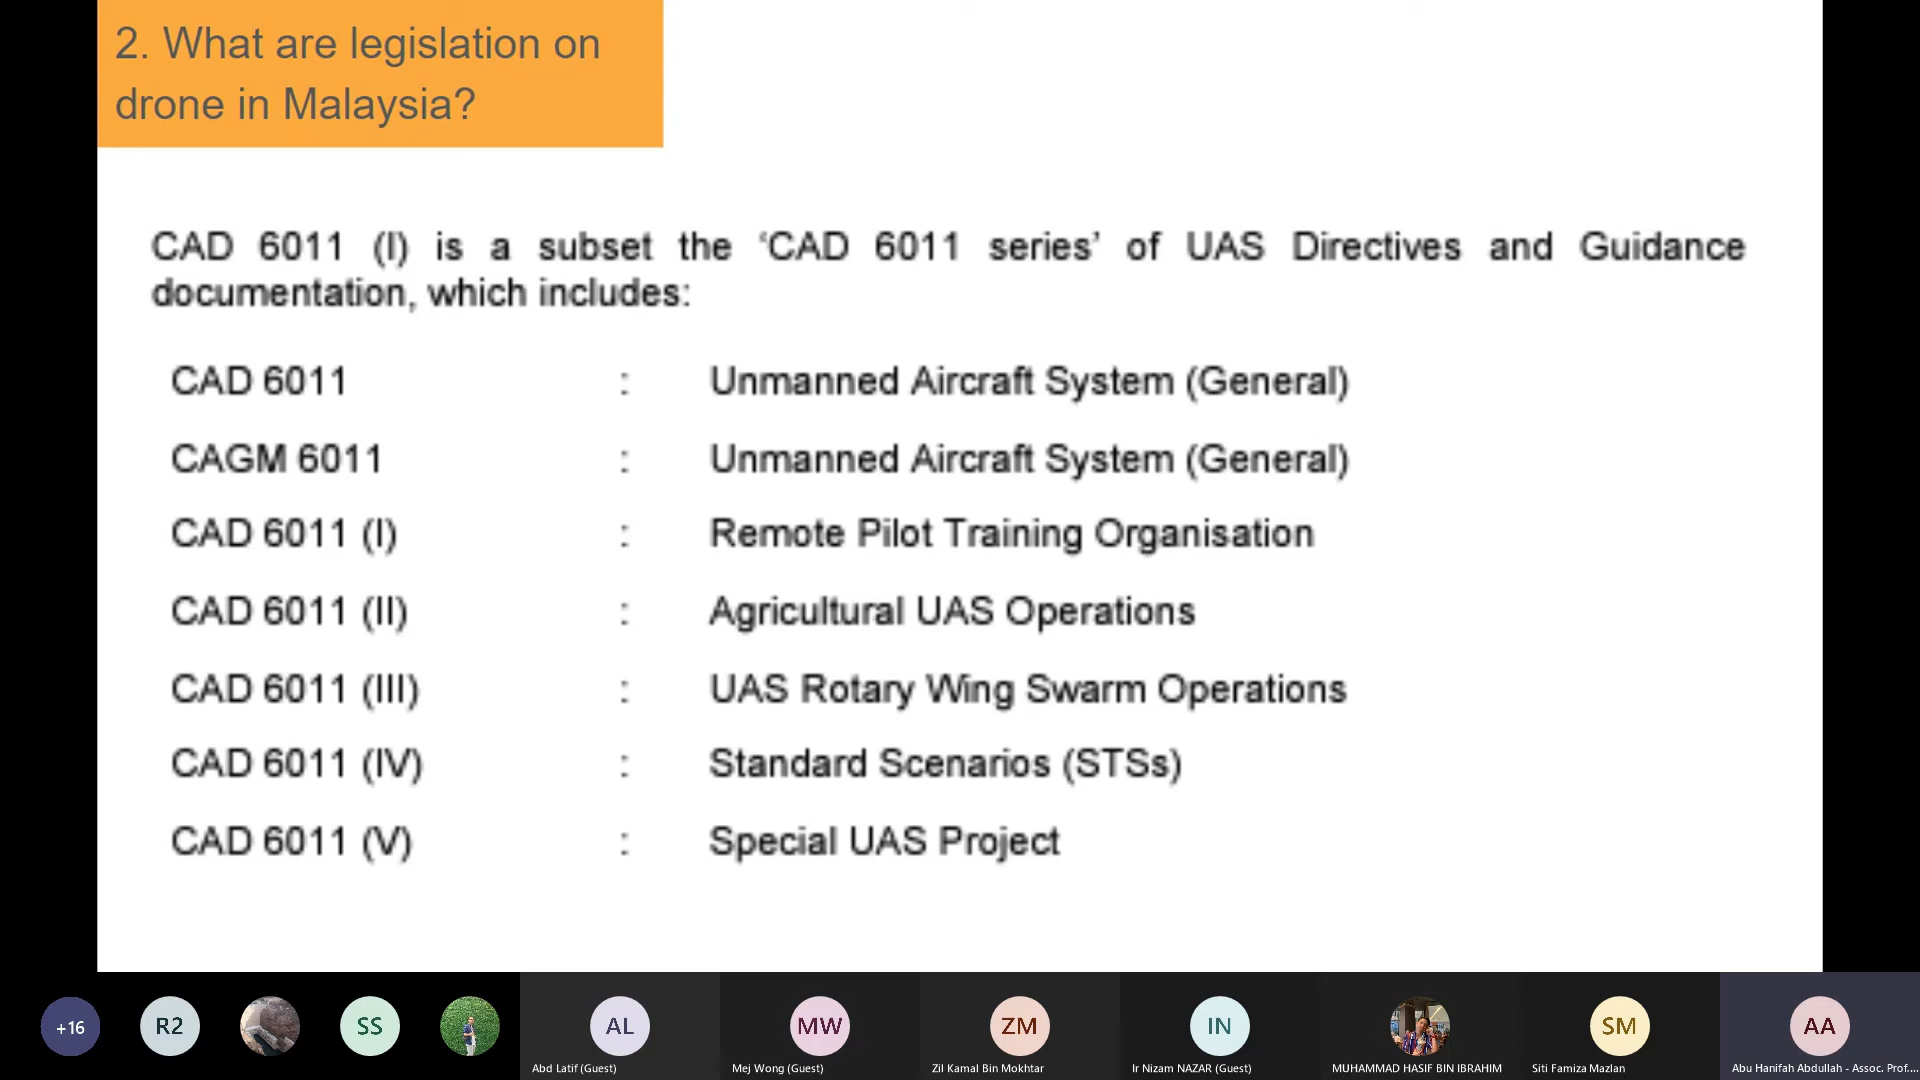 2. What are legislation on
drone in Malaysia?
CAD 6011 (I) is a subset the ‘CAD 6011 series’ of UAS Directives and Guidance
documentation, which includes:
CAD 6011 : Unmanned Aircraft System (General)
CAGM 6011 : Unmanned Aircraft System (General)
CAD 6011 (I) : Remote Pilot Training Organisation
CAD 6011 (II) : Agricultural UAS Operations
CAD 6011 (III) : UAS Rotary Wing Swarm Operations
CAD 6011 (IV) : Standard Scenarios (STSs)
CAD 6011 (V) : Special UAS Project
+16 R2 SS AL MW ZM IN SM AA
Abd Latif (Guest) Mej Wong (Guest) Zil Kamal Bin Mokhtar Ir Nizam NAZAR (Guest) MUHAMMAD HASIF BIN IBRAHIM Siti Famiza Mazlan Abu Hanifah Abdullah - Assoc. Prof....